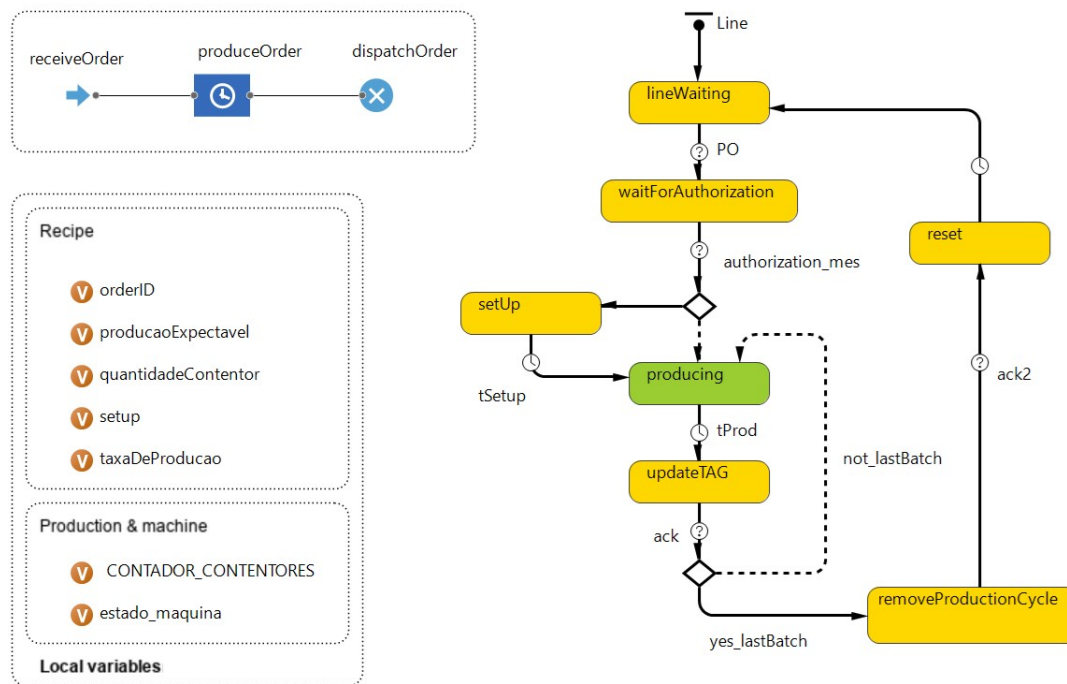 receiveOrder
produceOrder
dispatchOrder
Recipe
orderID
producaoExpectavel
quantidadeContentor
setup
taxaDeProducao
Production & machine
CONTADOR_CONTENTORES
estado_maquina
Local variables
Line
lineWaiting
PO
waitForAuthorization
authorization_mes
setUp
tSetup
producing
tProd
updateTAG
ack
not_lastBatch
yes_lastBatch
removeProductionCycle
ack2
reset